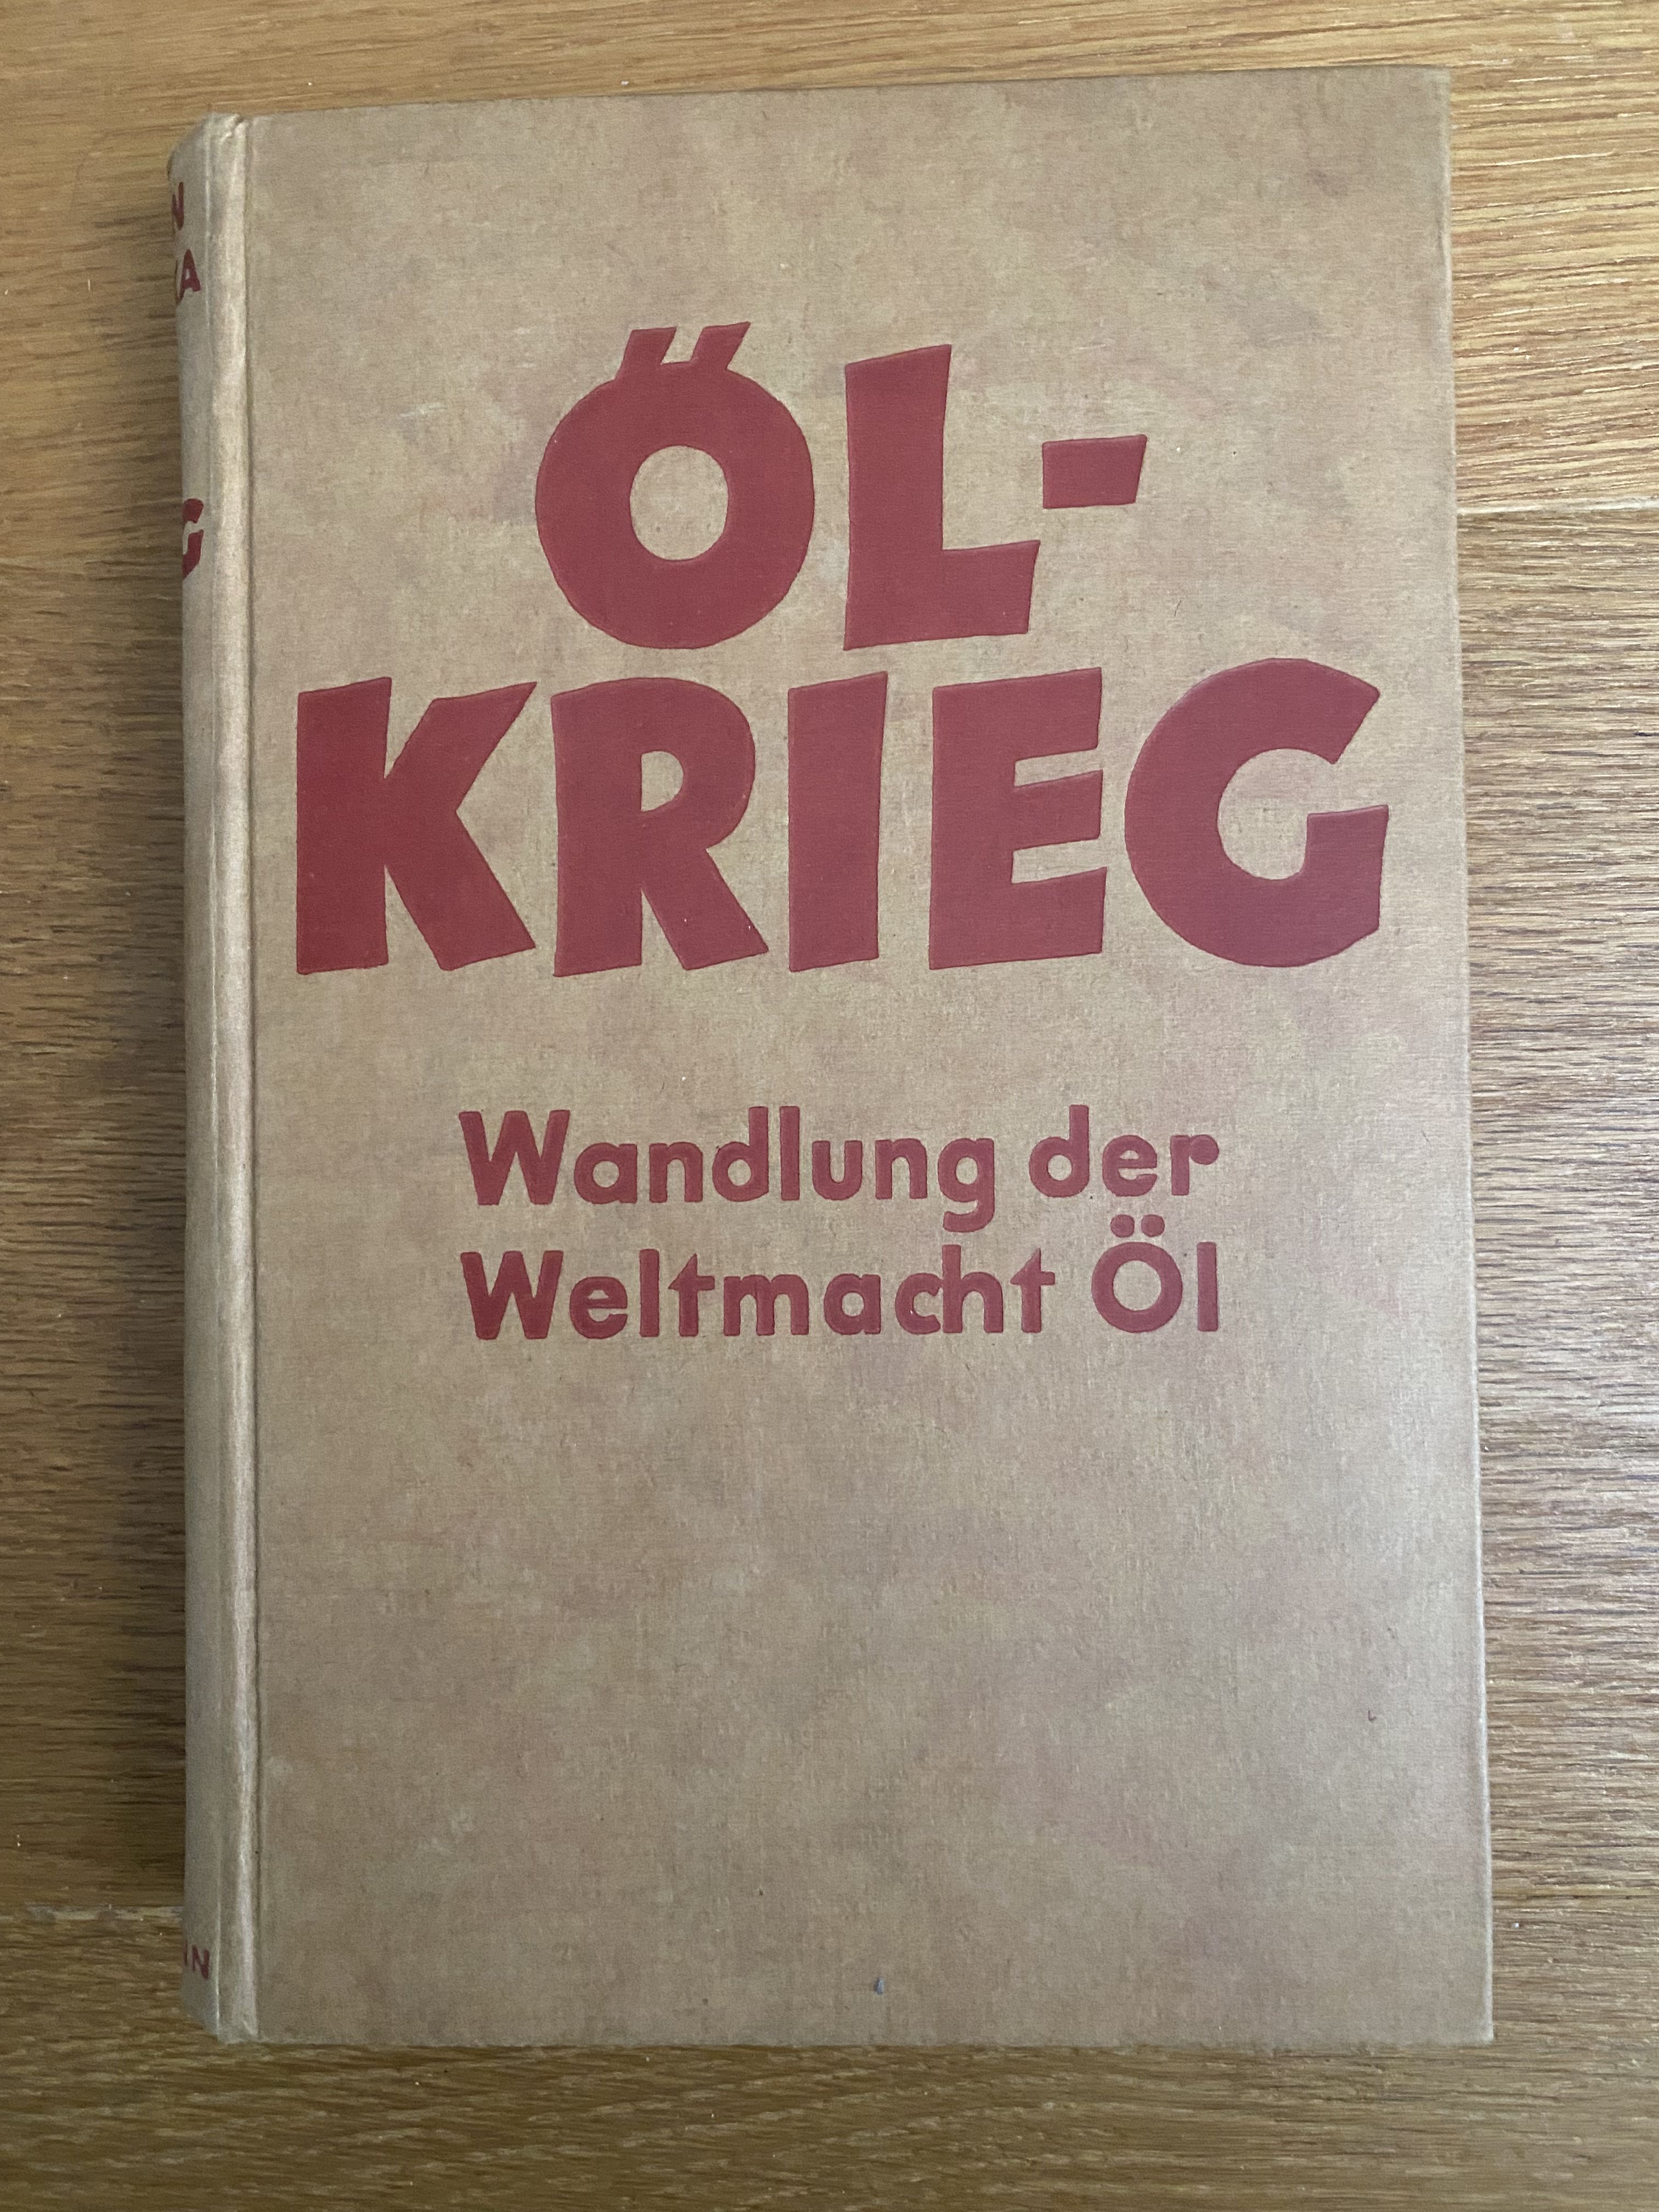 ÖL-
KRIEG
Wandlung der
Weltmacht Öl